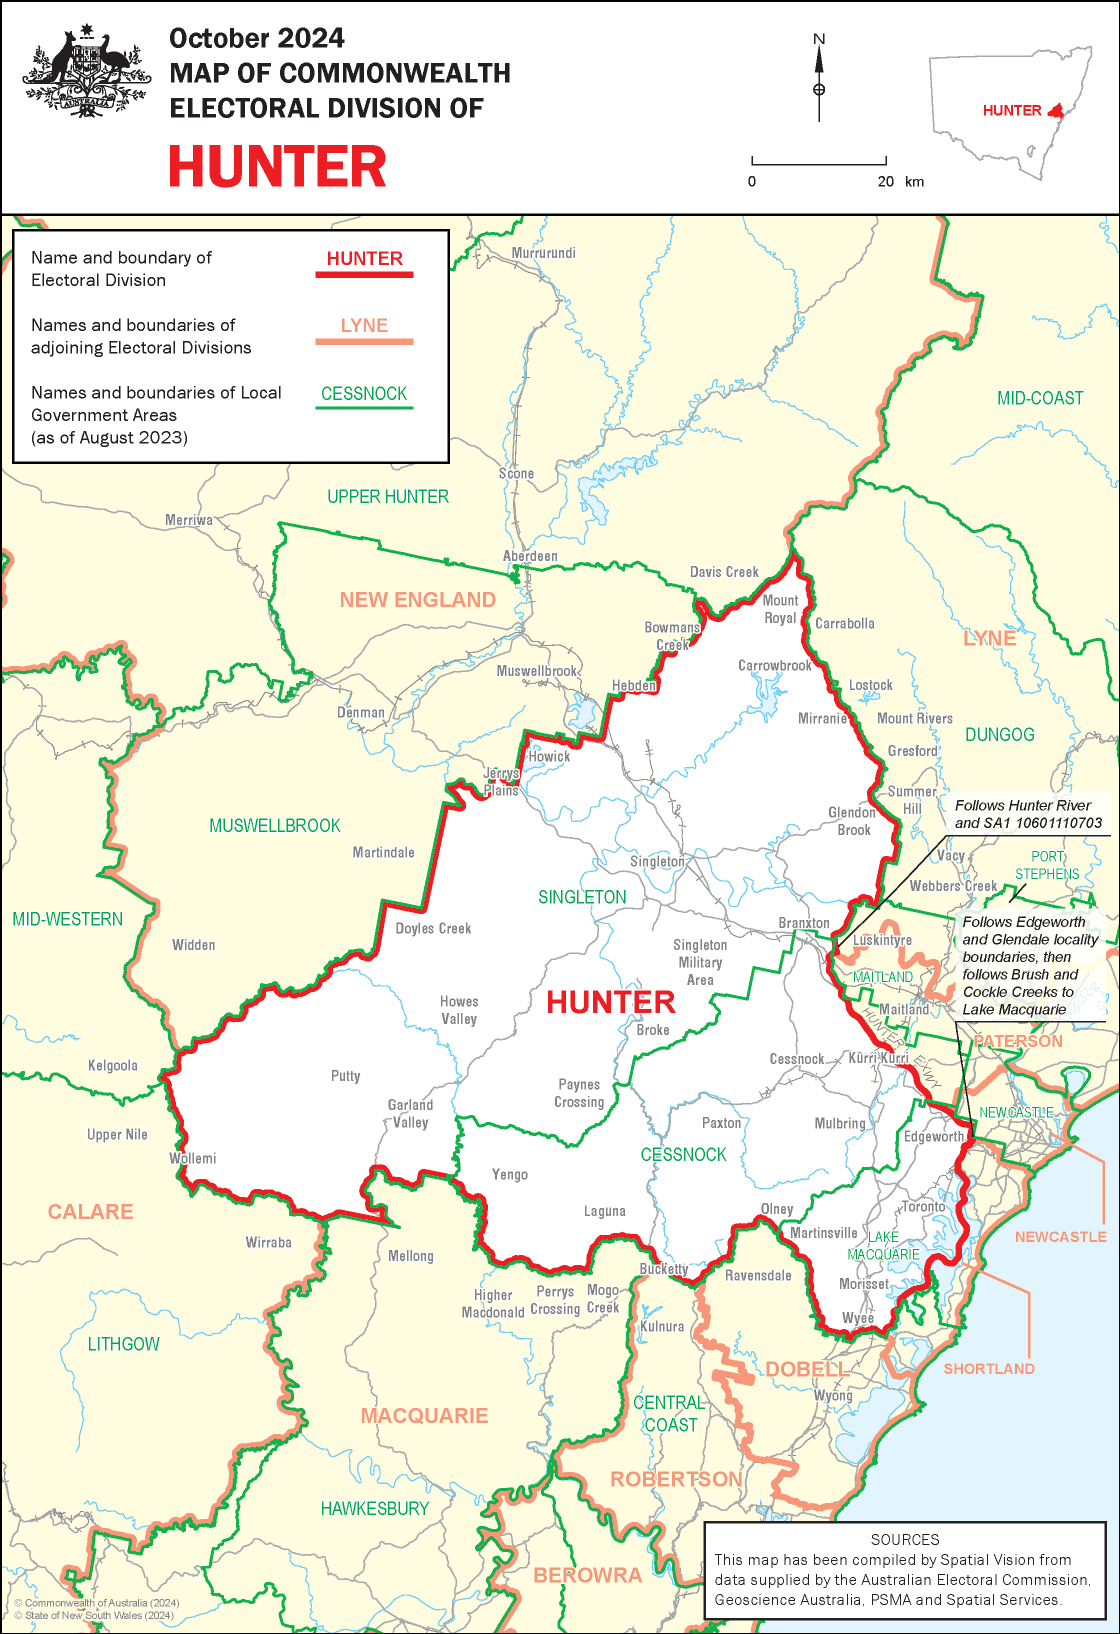 October 2024
MAP OF COMMONWEALTH
ELECTORAL DIVISION OF
HUNTER
AUSTRALIA
N
0 20 km
HUNTER
Name and boundary of
Electoral Division
HUNTER
Names and boundaries of
adjoining Electoral Divisions
LYNE
Names and boundaries of Local
Government Areas
(as of August 2023)
CESSNOCK
Murrurundi
MID-COAST
Scone
UPPER HUNTER
Merriwa
Aberdeen
Davis Creek
NEW ENGLAND
Mount
Royal
Bowmans
Creek
Carrabolla
LYNE
Muswellbrook
Carrowbrook
Hebden
Lostock
Denman
Mirranie
Mount Rivers
DUNGOG
Gresford
Howick
Jerrys
Plains
Summer
Hill
Follows Hunter River
and SA1 10601110703
Glendon
Brook
MUSWELLBROOK
Martindale
Vacy
PORT
STEPHENS
Singleton
Webbers Creek
SINGLETON
MID-WESTERN
Doyles Creek
Branxton
Follows Edgeworth
and Glendale locality
boundaries, then
follows Brush and
Cockle Creeks to
Lake Macquarie
Widden
Luskintyre
Singleton
Military
Area
MAITLAND
HUNTER
Howes
Valley
Maitland
Broke
HUNTER EXWY
PATERSON
Kelgoola
Cessnock
Kurri Kurri
Putty
Paynes
Crossing
Garland
Valley
NEWCASTLE
Upper Nile
Paxton
Mulbring
Edgeworth
Wollemi
CESSNOCK
Yengo
CALARE
Laguna
Olney
Toronto
Wirraba
Martinsville
LAKE
MACQUARIE
NEWCASTLE
Mellong
Bucketty
Ravensdale
Morisset
Higher
Macdonald
Perrys
Crossing
Mogo
Creek
Wyee
Kulnura
LITHGOW
DOBELL
SHORTLAND
Wyong
MACQUARIE
CENTRAL
COAST
ROBERTSON
HAWKESBURY
BEROWRA
SOURCES
This map has been compiled by Spatial Vision from
data supplied by the Australian Electoral Commission,
Geoscience Australia, PSMA and Spatial Services.
© Commonwealth of Australia (2024)
© State of New South Wales (2024)